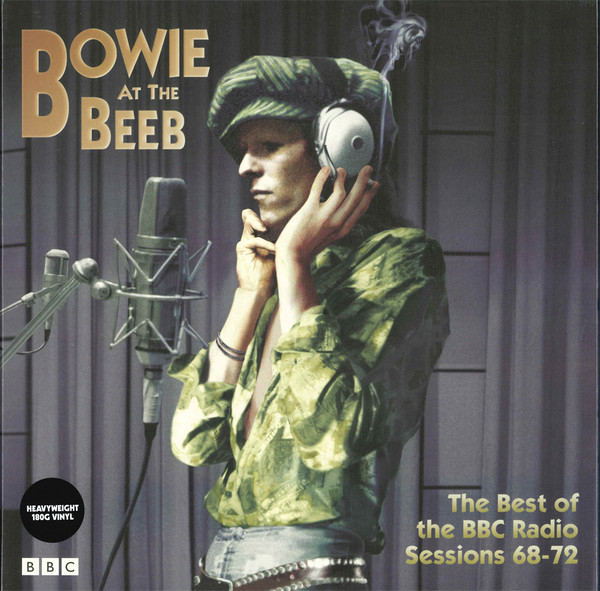 BOWIE
AT THE
BEEB
HEAVYWEIGHT
180G VINYL
BBC
The Best of
the BBC Radio
Sessions 68-72